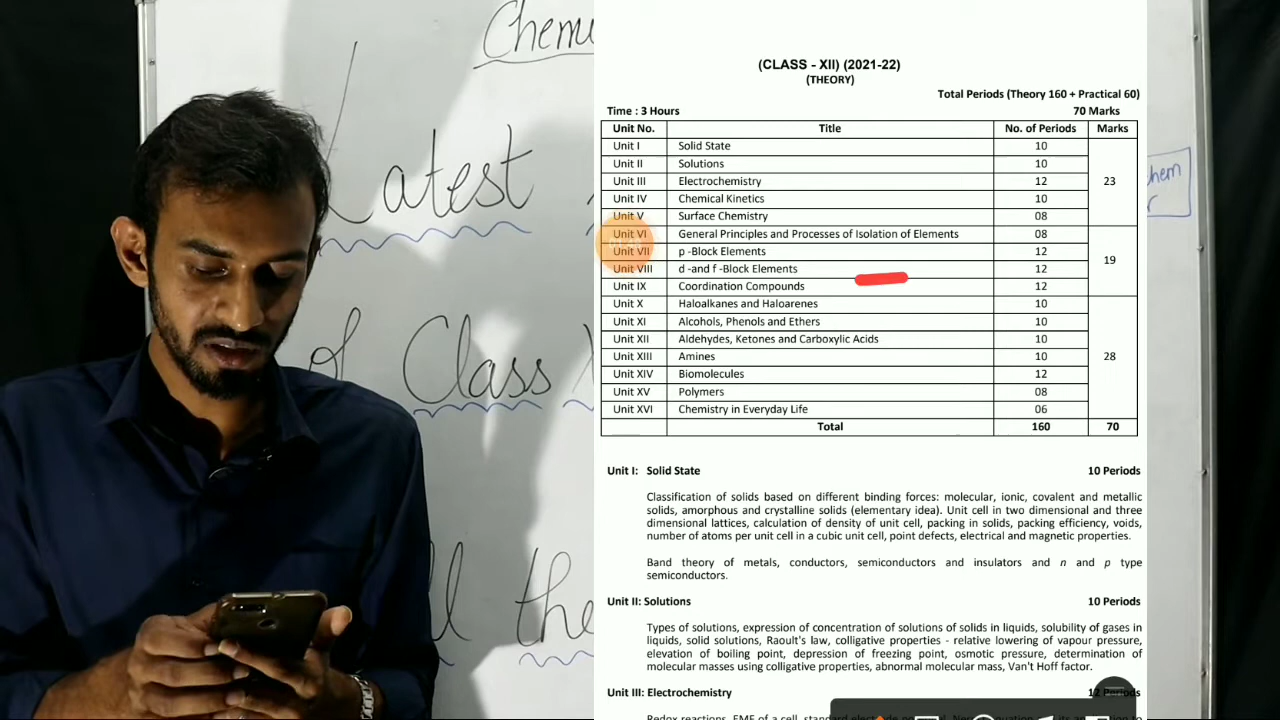 Latest
of Class
the
hem
(CLASS - XII) (2021-22)
(THEORY)
Total Periods (Theory 160 + Practical 60)
Time : 3 Hours 70 Marks
Unit No. Title No. of Periods Marks
Unit I Solid State 10
Unit II Solutions 10
Unit III Electrochemistry 12 23
Unit IV Chemical Kinetics 10
Unit V Surface Chemistry 08
Unit VI General Principles and Processes of Isolation of Elements 08
Unit VII p -Block Elements 12
Unit VIII d -and f -Block Elements 12 19
Unit IX Coordination Compounds 12
Unit X Haloalkanes and Haloarenes 10
Unit XI Alcohols, Phenols and Ethers 10
Unit XII Aldehydes, Ketones and Carboxylic Acids 10
Unit XIII Amines 10 28
Unit XIV Biomolecules 12
Unit XV Polymers 08
Unit XVI Chemistry in Everyday Life 06
Total 160 70
Unit I: Solid State 10 Periods
Classification of solids based on different binding forces: molecular, ionic, covalent and metallic
solids, amorphous and crystalline solids (elementary idea). Unit cell in two dimensional and three
dimensional lattices, calculation of density of unit cell, packing in solids, packing efficiency, voids,
number of atoms per unit cell in a cubic unit cell, point defects, electrical and magnetic properties.
Band theory of metals, conductors, semiconductors and insulators and n and p type
semiconductors.
Unit II: Solutions 10 Periods
Types of solutions, expression of concentration of solutions of solids in liquids, solubility of gases in
liquids, solid solutions, Raoult's law, colligative properties - relative lowering of vapour pressure,
elevation of boiling point, depression of freezing point, osmotic pressure, determination of
molecular masses using colligative properties, abnormal molecular mass, Van't Hoff factor.
Unit III: Electrochemistry 12 Periods
Redox reactions, EMF of a cell,